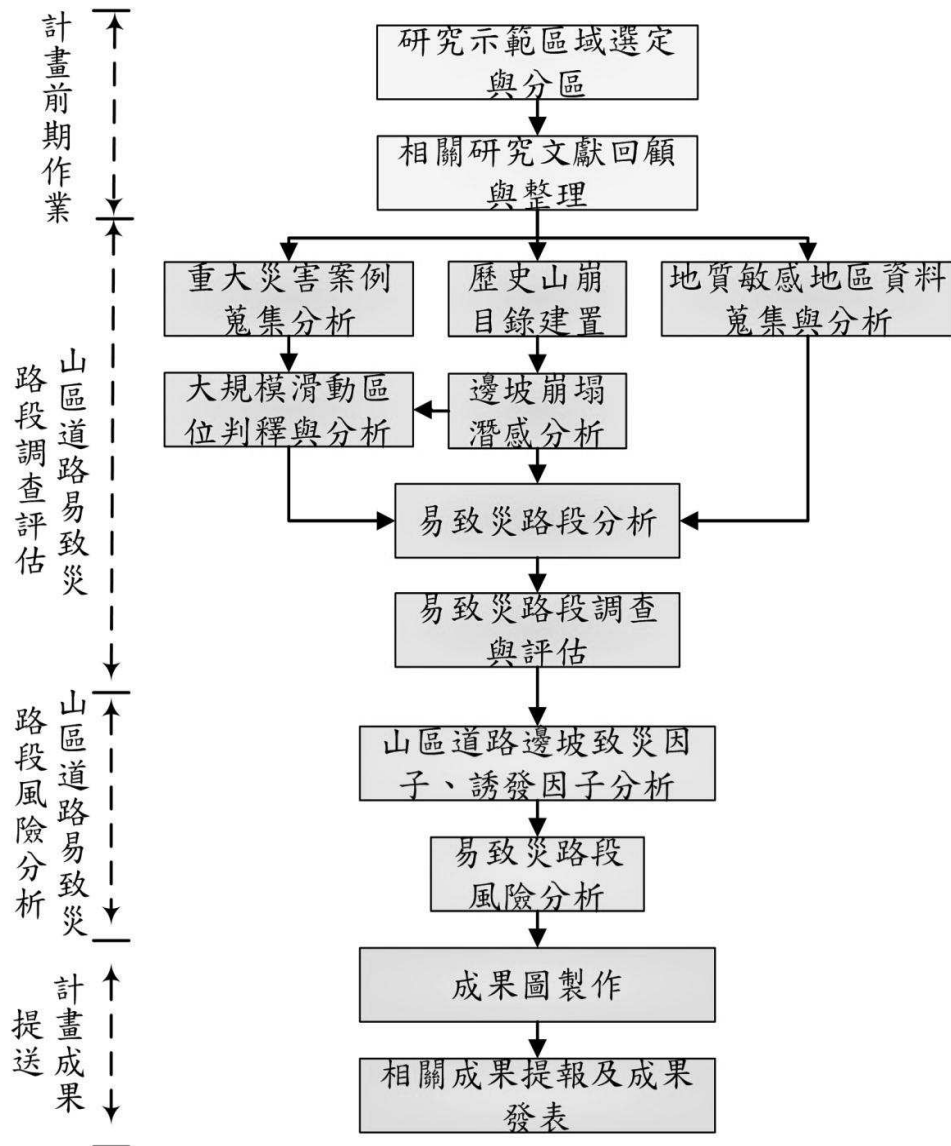 計畫前期作業
研究示範區域選定
與分區
相關研究文獻回顧
與整理
山區道路易致災
路段調查評估
重大災害案例
蒐集分析
歷史山崩
目錄建置
地質敏感地區資料
蒐集與分析
大規模滑動區
位判釋與分析
邊坡崩塌
潛感分析
易致災路段分析
易致災路段調查
與評估
山區道路易致災
路段風險分析
山區道路邊坡致災因
子、誘發因子分析
易致災路段
風險分析
計畫成果
提送
成果圖製作
相關成果提報及成果
發表